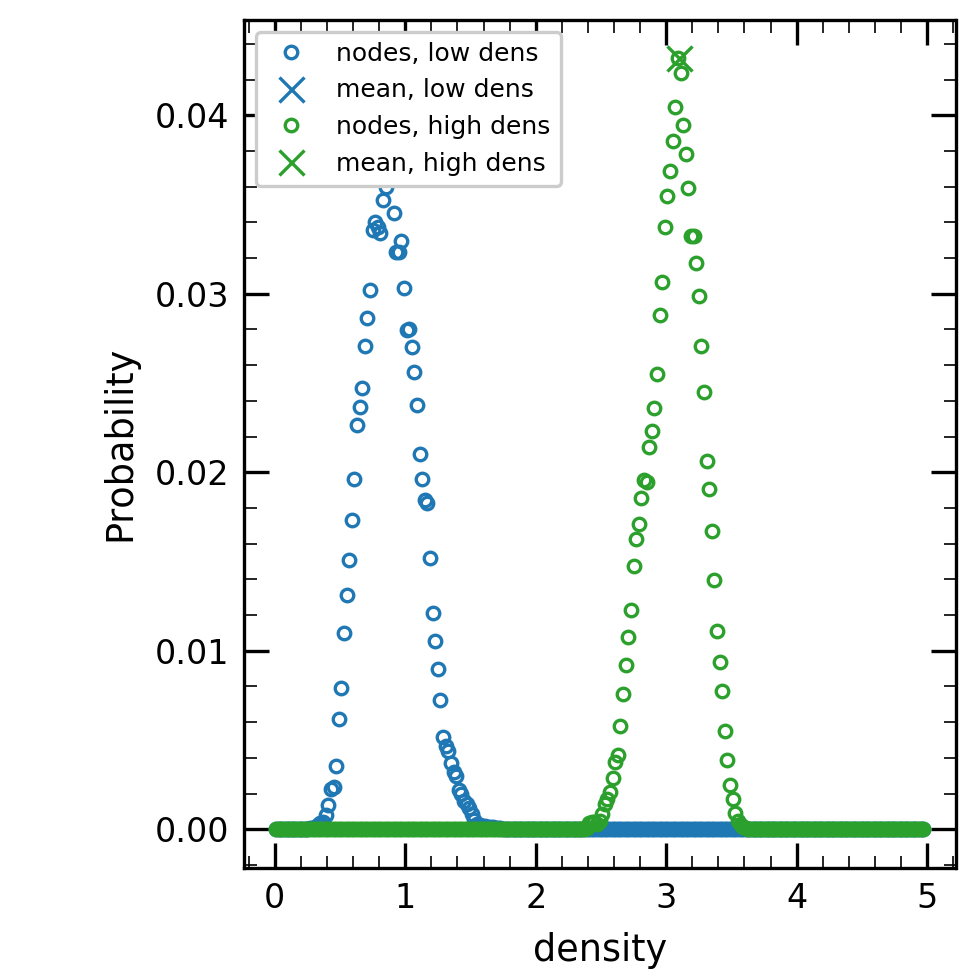 nodes, low dens
mean, low dens
nodes, high dens
mean, high dens
0.04
0.03
0.02
0.01
0.00
Probability
0 1 2 3 4 5
density